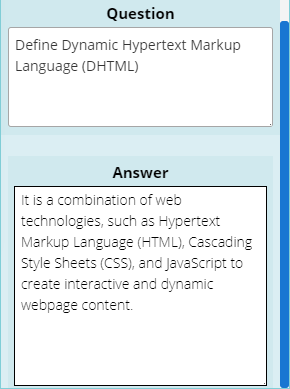 Question
Define Dynamic Hypertext Markup
Language (DHTML)
Answer
It is a combination of web
technologies, such as Hypertext
Markup Language (HTML), Cascading
Style Sheets (CSS), and JavaScript to
create interactive and dynamic
webpage content.